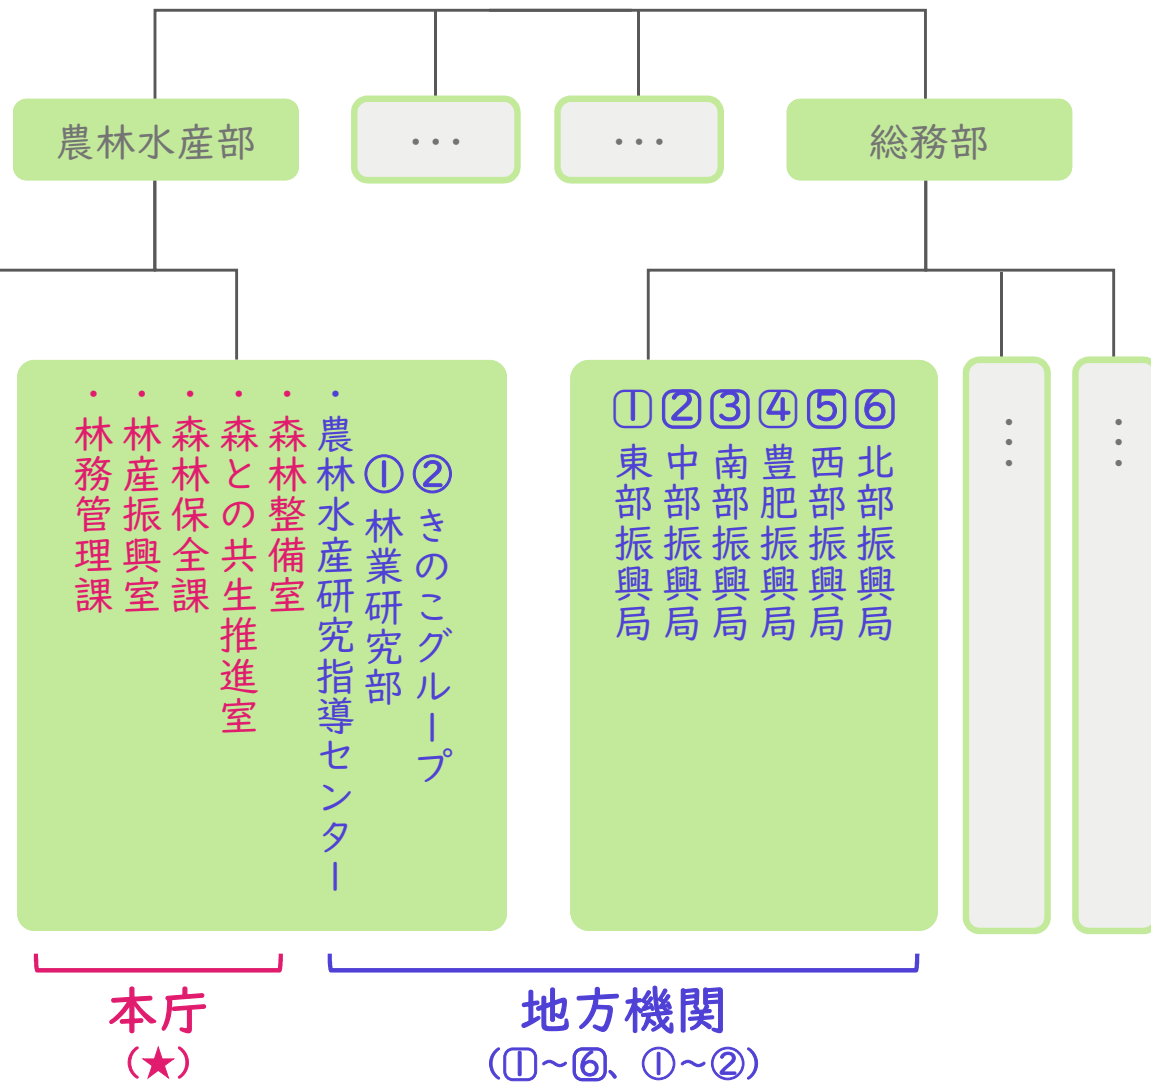 農林水産部
・・・
・・・
総務部
・林務管理課
・林産振興室
・森林保全課
・森との共生推進室
・森林整備室
・農林水産研究指導センター
①林業研究部
②きのこグループ
1東部振興局
2中部振興局
3南部振興局
4豊肥振興局
5西部振興局
6北部振興局
・・・
・・・
本庁
(★)
地方機関
(1～6、①～②)